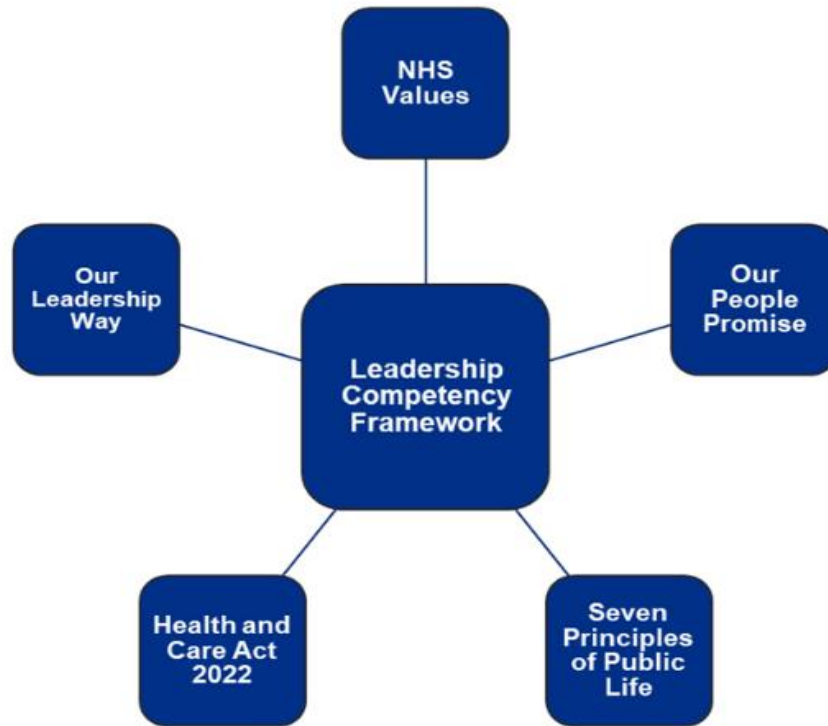 NHS
Values
Our
Leadership
Way
Our
People
Promise
Leadership
Competency
Framework
Health and
Care Act
2022
Seven
Principles
of Public
Life